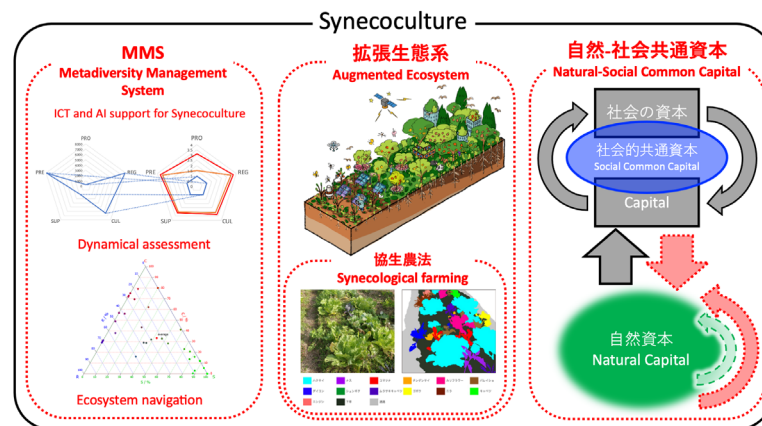 Synecoculture
MMS
Metadiversity Management
System
ICT and AI support for Synecoculture
PRO
PRE
REG
SUP
CUL
PRO
PRE
REG
SUP
CUL
Dynamical assessment
Ecosystem navigation
拡張生態系
Augmented Ecosystem
協生農法
Synecological farming
自然-社会共通資本
Natural-Social Common Capital
社会の資本
社会的共通資本
Social Common Capital
Capital
自然資本
Natural Capital